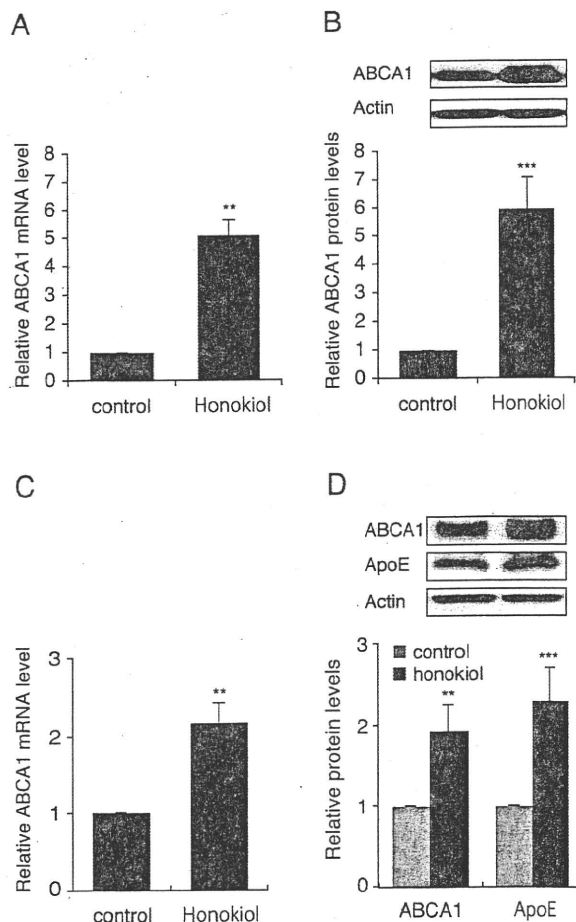 A
Relative ABCA1 mRNA level
8
7
6
5
4
3
2
1
0
**
control Honokiol
B
ABCA1
Actin
Relative ABCA1 protein levels
8
7
6
5
4
3
2
1
0
***
control Honokiol
C
Relative ABCA1 mRNA level
3
2
1
0
**
control Honokiol
D
ABCA1
ApoE
Actin
Relative protein levels
3
2
1
0
control
honokiol
**
***
ABCA1 ApoE